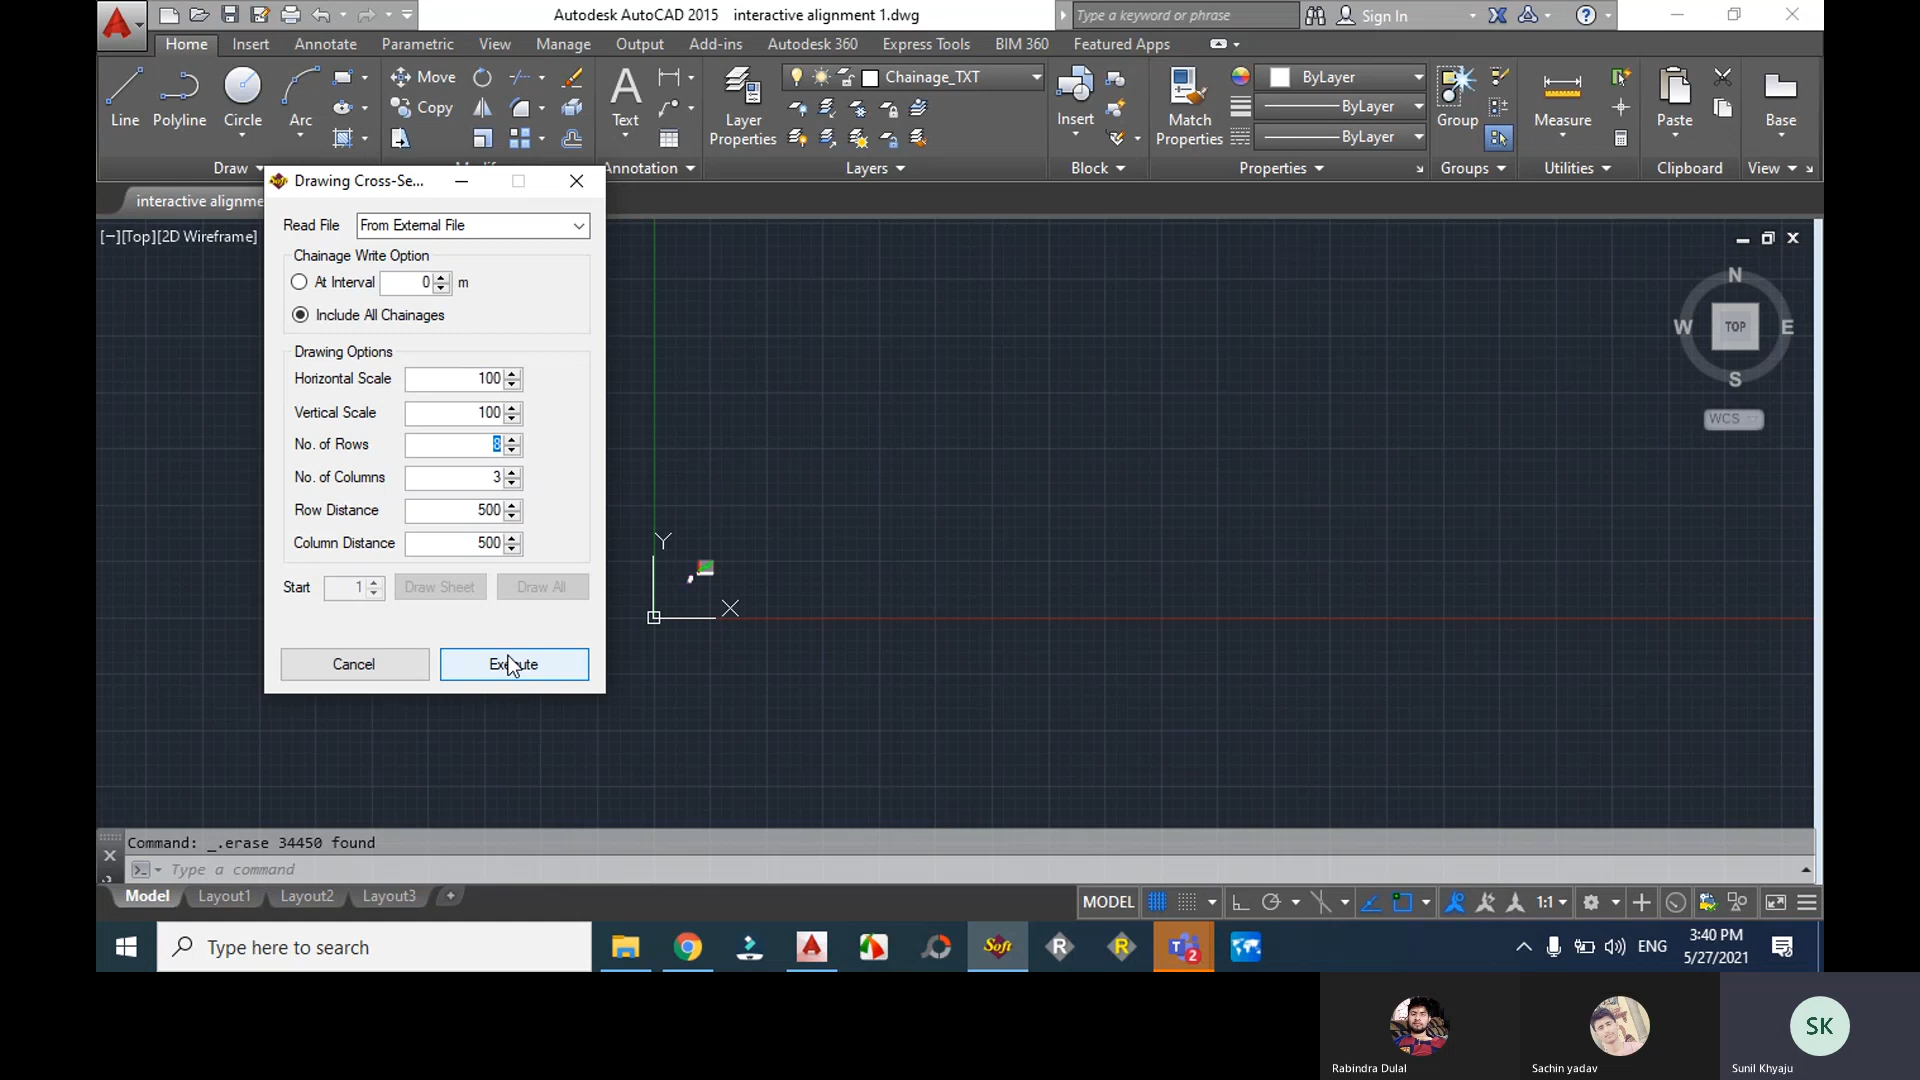 Autodesk AutoCAD 2015 interactive alignment 1.dwg
Type a keyword or phrase
Sign In
Home Insert Annotate Parametric View Manage Output Add-ins Autodesk 360 Express Tools BIM 360 Featured Apps
Line Polyline Circle Arc
Move
Copy
Text
Layer Properties
Chainage_TXT
Insert
Match Properties
ByLayer
ByLayer
ByLayer
Group
Measure
Paste
Base
Draw Annotation Layers Block Properties Groups Utilities Clipboard View
interactive alignme
[−][Top][2D Wireframe]
Drawing Cross-Se...
Soft
Read File From External File
Chainage Write Option
At Interval 0 m
Include All Chainages
Drawing Options
Horizontal Scale 100
Vertical Scale 100
No. of Rows 8
No. of Columns 3
Row Distance 500
Column Distance 500
Start 1 Draw Sheet Draw All
Cancel Execute
Y
X
N
W TOP E
S
WCS
Command: _.erase 34450 found
Type a command
Model Layout1 Layout2 Layout3
MODEL 1:1
Type here to search
Soft
R
R
T 2
ENG
3:40 PM
5/27/2021
SK
Rabindra Dulal
Sachin yadav
Sunil Khyaju